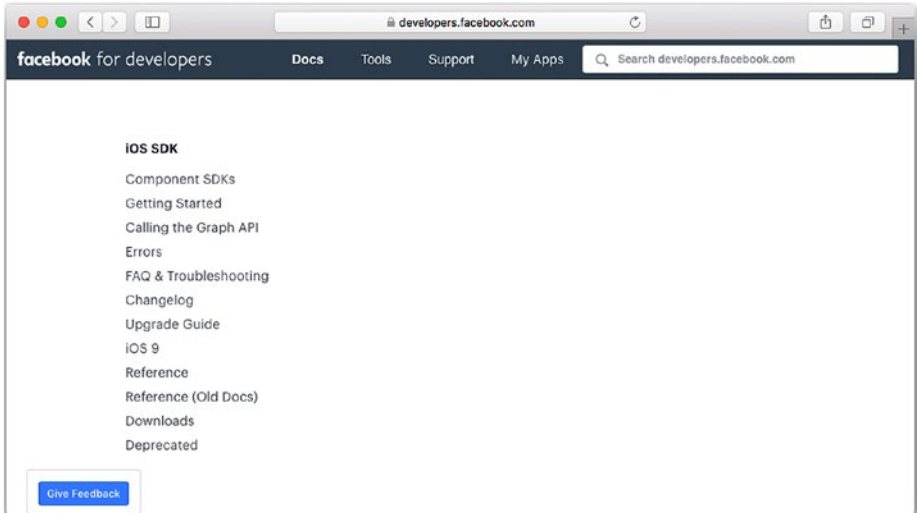 developers.facebook.com
facebook for developers Docs Tools Support My Apps Search developers.facebook.com
iOS SDK
Component SDKs
Getting Started
Calling the Graph API
Errors
FAQ & Troubleshooting
Changelog
Upgrade Guide
iOS 9
Reference
Reference (Old Docs)
Downloads
Deprecated
Give Feedback